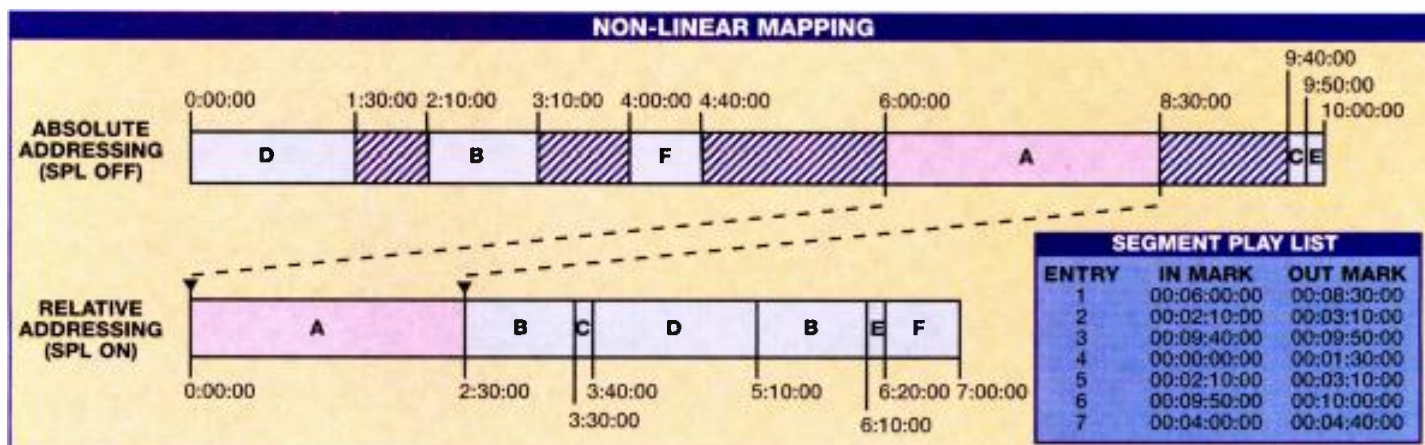 NON-LINEAR MAPPING
9:40:00
9:50:00
0:00:00 1:30:00 2:10:00 3:10:00 4:00:00 4:40:00 6:00:00 8:30:00 10:00:00
ABSOLUTE
ADDRESSING
(SPL OFF)
D B F A C E
SEGMENT PLAY LIST
ENTRY IN MARK OUT MARK
1 00:06:00:00 00:08:30:00
2 00:02:10:00 00:03:10:00
3 00:09:40:00 00:09:50:00
4 00:00:00:00 00:01:30:00
5 00:02:10:00 00:03:10:00
6 00:09:50:00 00:10:00:00
7 00:04:00:00 00:04:40:00
RELATIVE
ADDRESSING
(SPL ON)
A B C D B E F
0:00:00 2:30:00 3:40:00 5:10:00 6:20:00 7:00:00
3:30:00 6:10:00